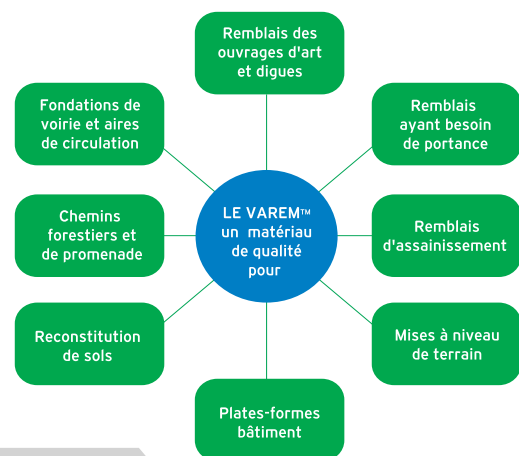 Remblais des
ouvrages d'art
et digues
Fondations de
voirie et aires
de circulation
Remblais
ayant besoin
de portance
LE VAREM™
un matériau
de qualité
pour
Chemins
forestiers et
de promenade
Remblais
d'assainissement
Reconstitution
de sols
Mises à niveau
de terrain
Plates-formes
bâtiment